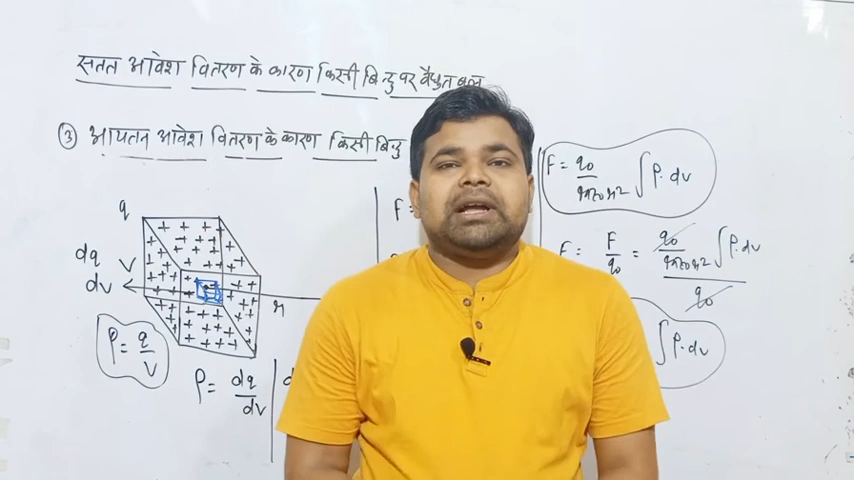 सतत आवेश वितरण के कारण किसी बिन्दु पर वैधुत बल
③ आयतन आवेश वितरण के कारण किसी बिन्दु
q
dq
dv
V
r
ρ = q/V
ρ = dq/dv
d
F =
F = q₀/4πε₀r² ∫ρ.dv
F/q₀ = q₀/4πε₀r² ∫ρ.dv / q₀
∫ρ.dv